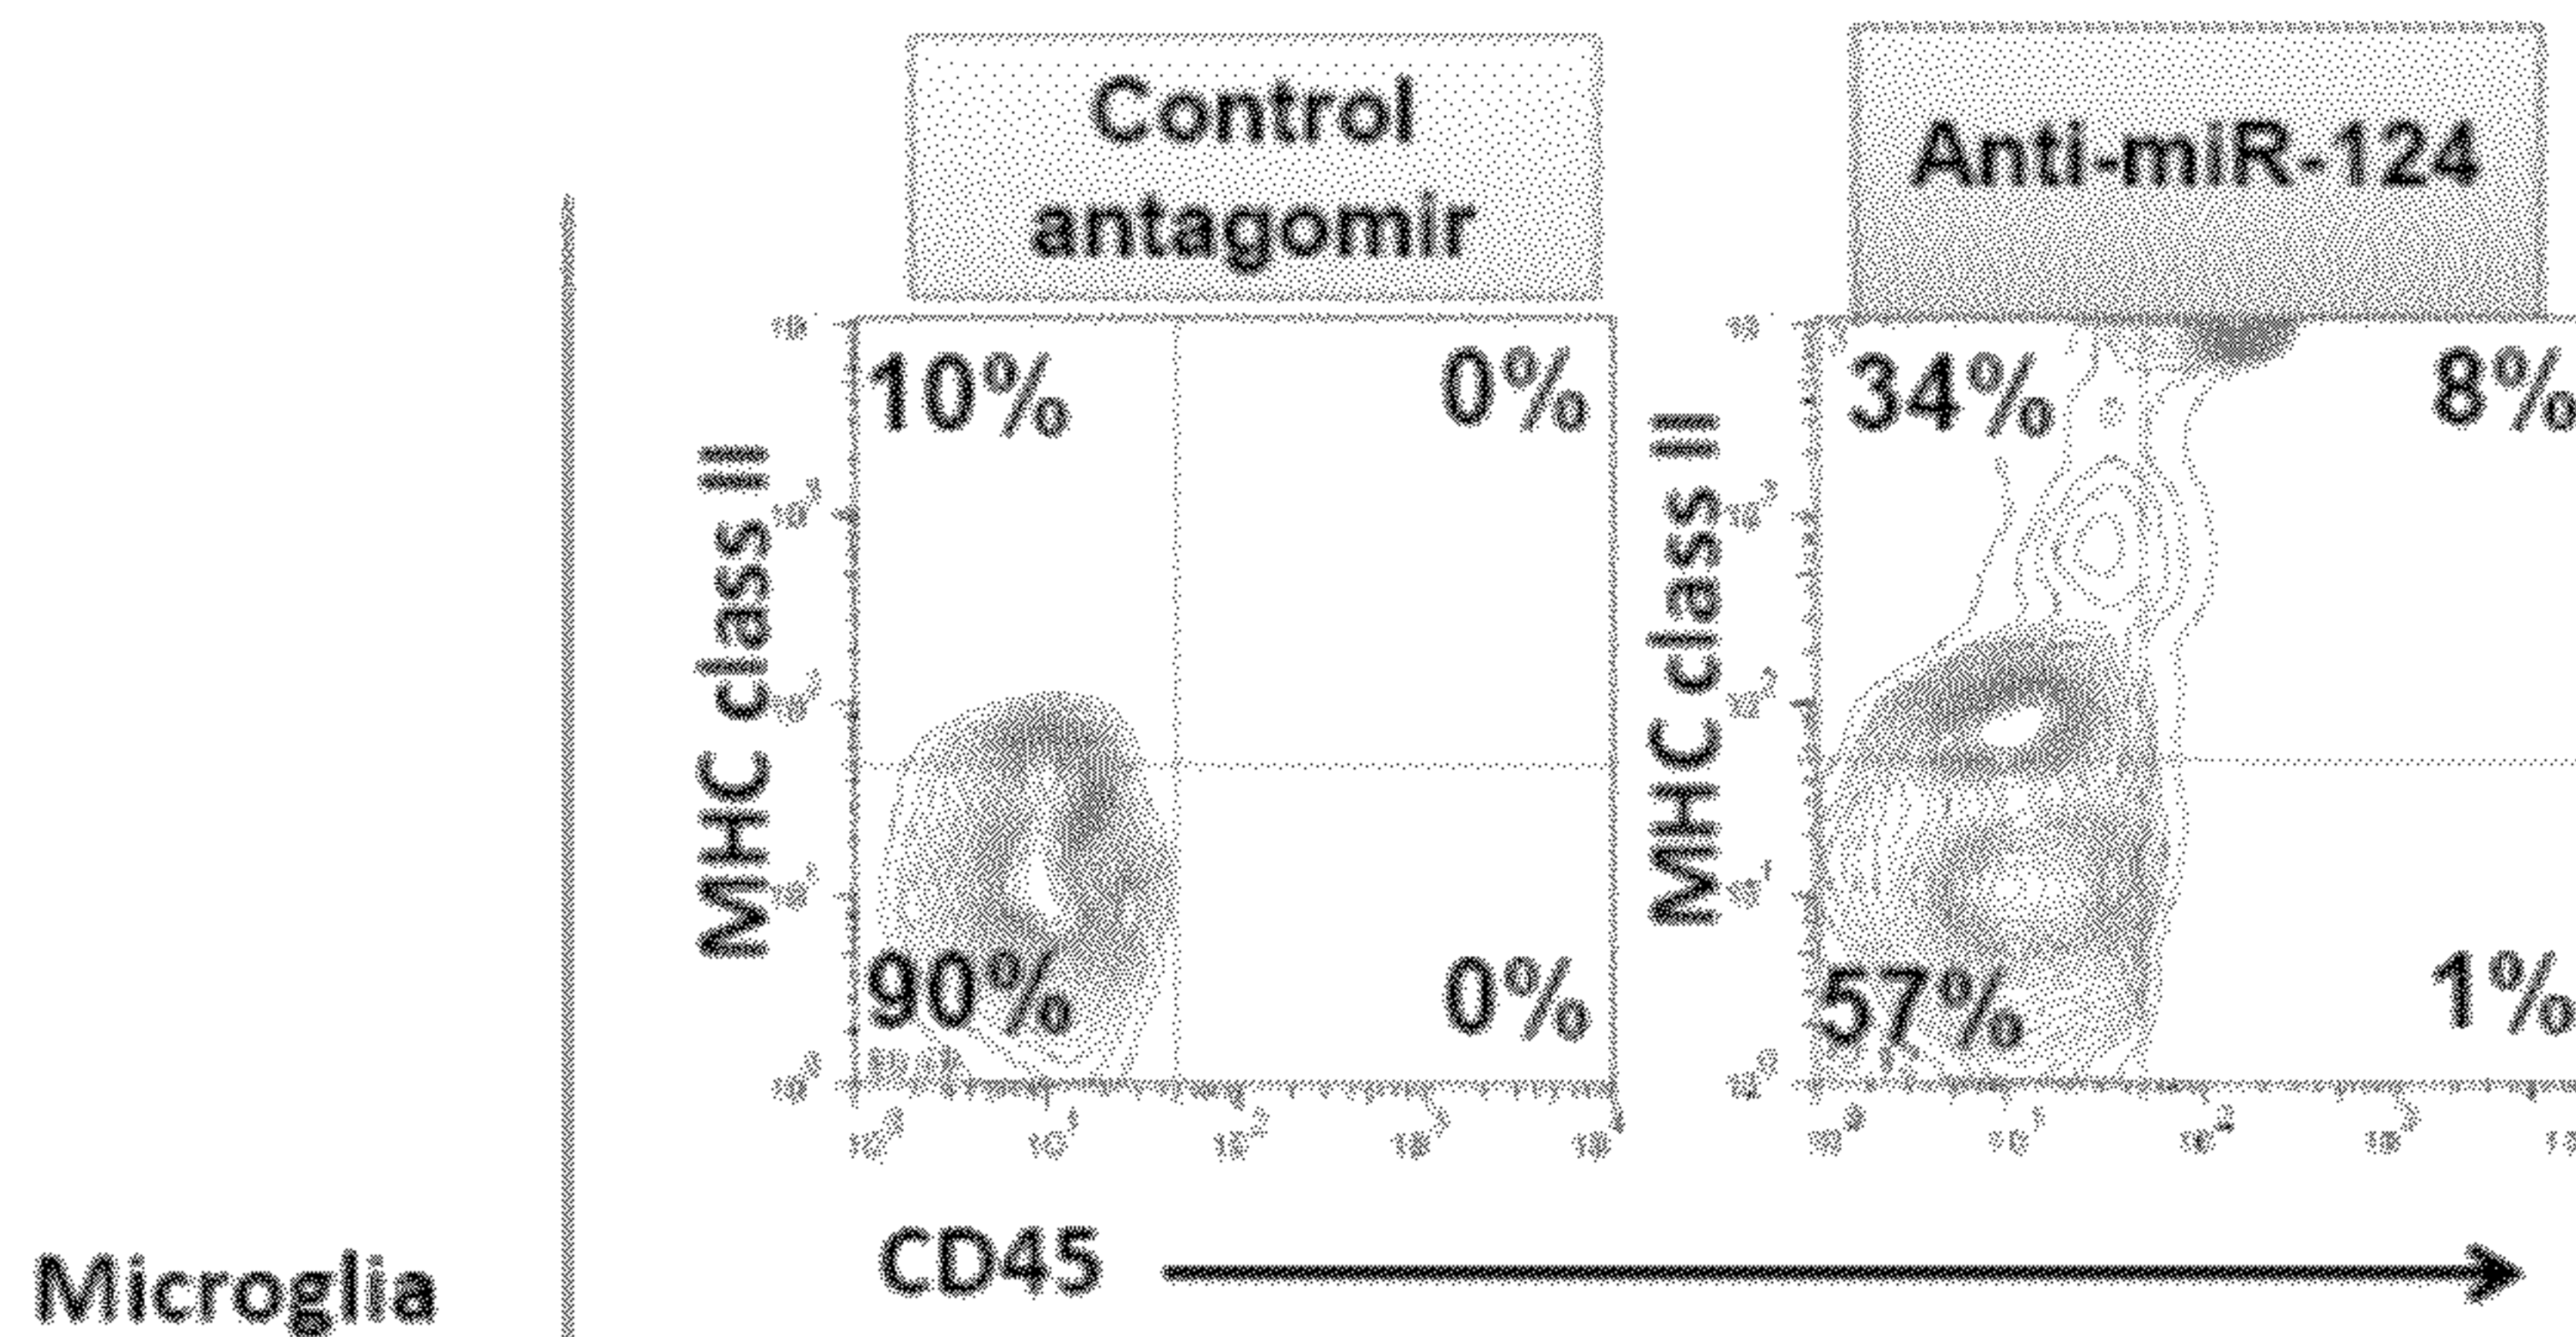 Control
antagomir
Anti-miR-124
10%
0%
34%
8%
MHC class II
MHC class II
90%
0%
57%
1%
CD45
Microglia